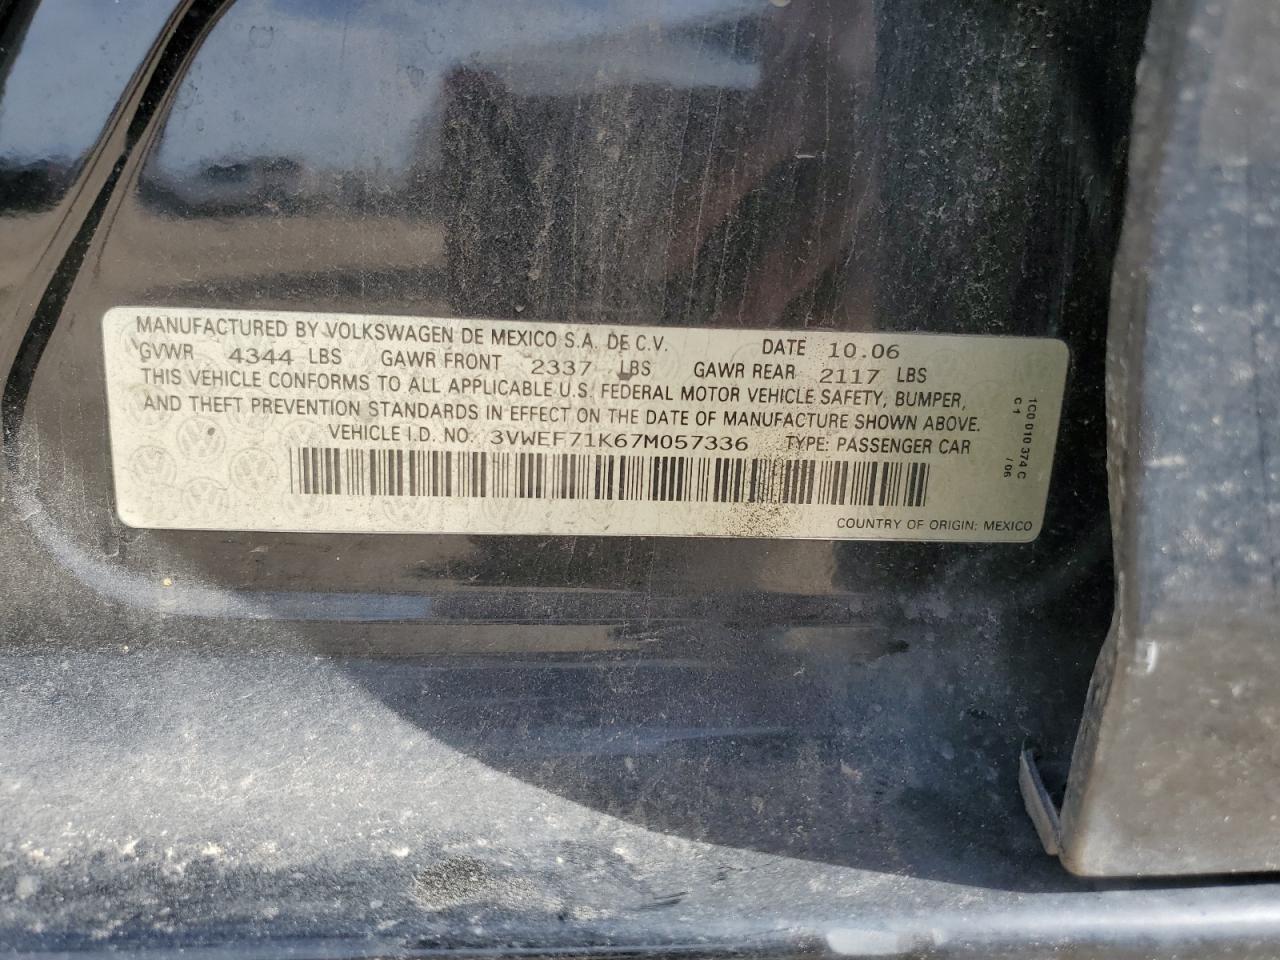 MANUFACTURED BY VOLKSWAGEN DE MEXICO S.A. DE C.V. DATE 10.06
GVWR 4344 LBS GAWR FRONT 2337 LBS GAWR REAR 2117 LBS
THIS VEHICLE CONFORMS TO ALL APPLICABLE U.S. FEDERAL MOTOR VEHICLE SAFETY, BUMPER,
AND THEFT PREVENTION STANDARDS IN EFFECT ON THE DATE OF MANUFACTURE SHOWN ABOVE.
VEHICLE I.D. NO. 3VWEF71K67M057336 TYPE: PASSENGER CAR
COUNTRY OF ORIGIN: MEXICO
1C0 010 374 C
C1 / 06